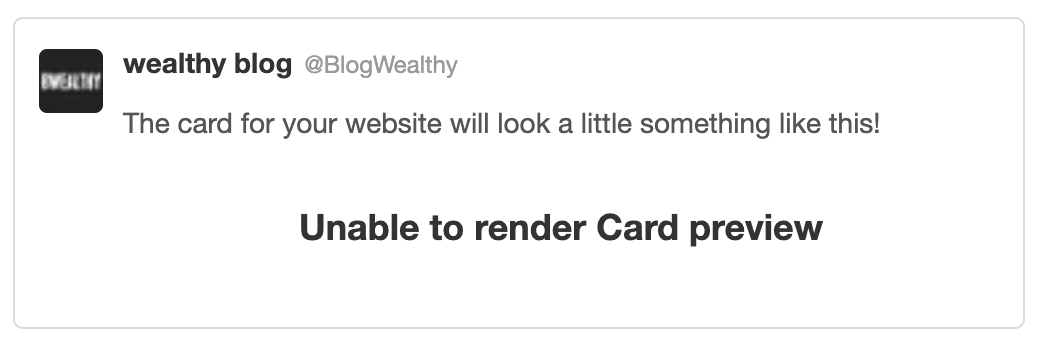 wealthy blog @BlogWealthy
The card for your website will look a little something like this!
Unable to render Card preview